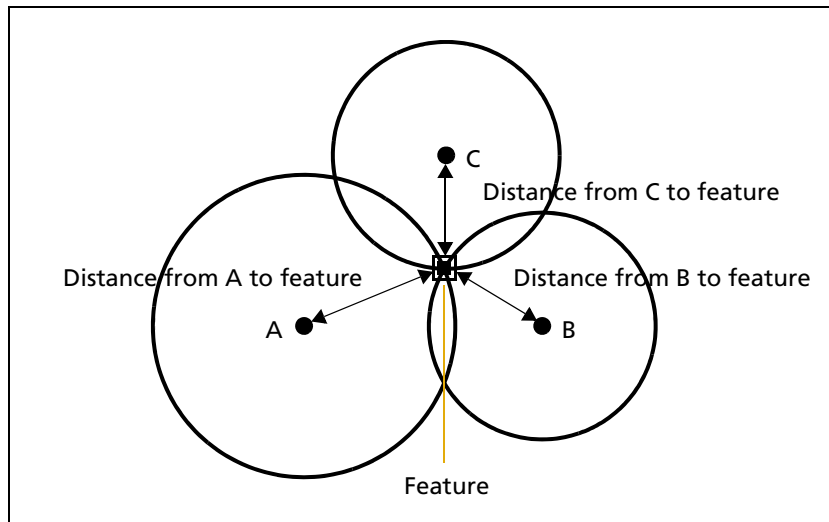 C
Distance from C to feature
Distance from A to feature
Distance from B to feature
A
B
Feature